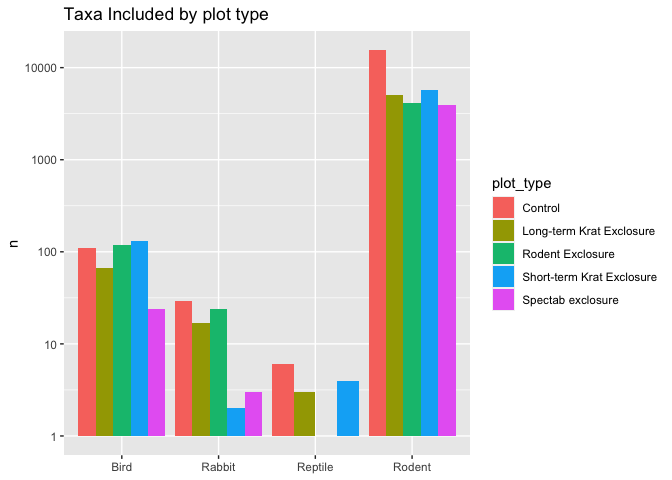 Taxa Included by plot type
10000
1000
100
10
1
n
Bird Rabbit Reptile Rodent
plot_type
Control
Long-term Krat Exclosure
Rodent Exclosure
Short-term Krat Exclosure
Spectab exclosure